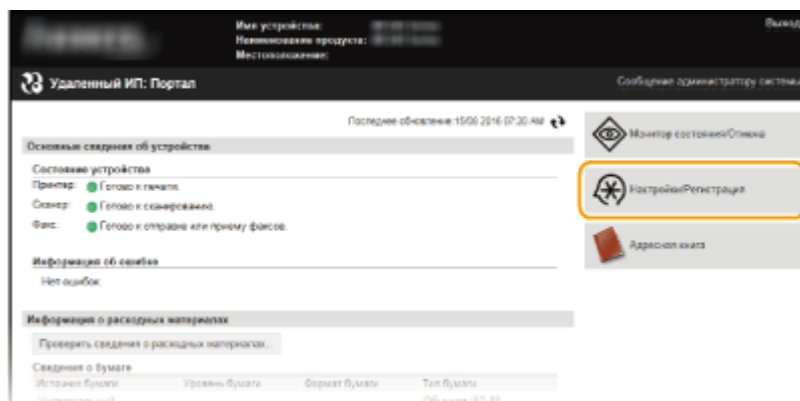 Имя устройства:
Наименование продукта:
Местоположение:
Выход
Удаленный ИП: Портал
Сообщение администратору системы
Последнее обновление: 15/06 2016 07:20 AM
Основные сведения об устройстве
Состояние устройства
Принтер: Готово к печати.
Сканер: Готово к сканированию.
Факс: Готово к отправке или приему факсов.
Информация об ошибке
Нет ошибок.
Информация о расходных материалах
Проверить сведения о расходных материалах...
Сведения о бумаге
Источник бумаги Уровень бумаги Формат бумаги Тип бумаги
Монитор состояния/Отмена
Настройки/Регистрация
Адресная книга